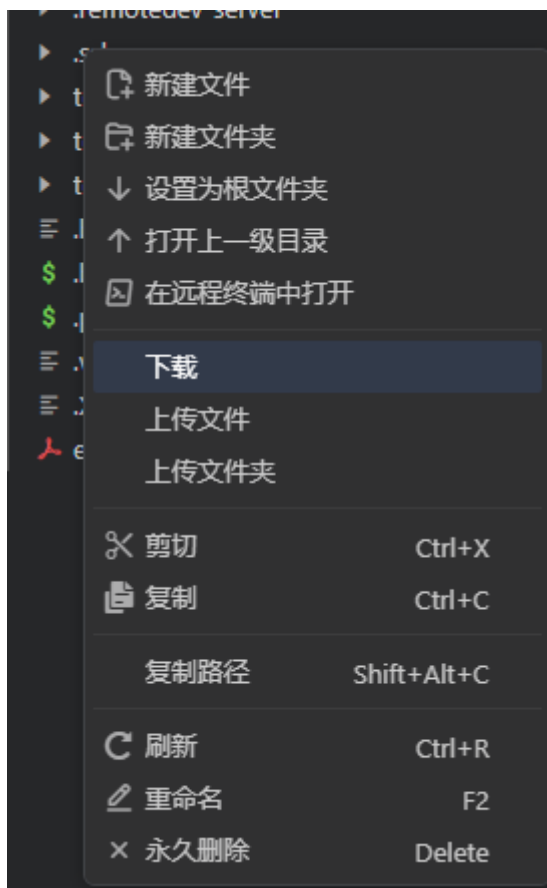 .remotedev-server
新建文件
新建文件夹
设置为根文件夹
打开上一级目录
在远程终端中打开
下载
上传文件
上传文件夹
剪切 Ctrl+X
复制 Ctrl+C
复制路径 Shift+Alt+C
刷新 Ctrl+R
重命名 F2
永久删除 Delete